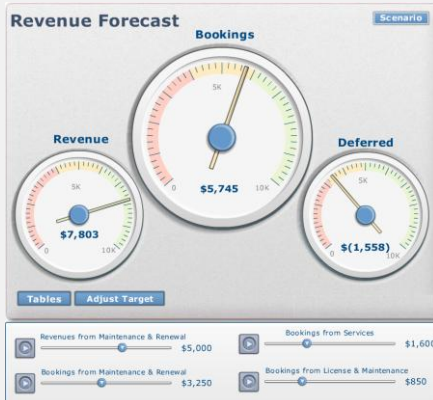 Revenue Forecast
Scenario
Bookings
5K
0
10K
$5,745
Revenue
5K
0
10K
$7,803
Deferred
5K
0
10K
$(1,558)
Tables
Adjust Target
Revenues from Maintenance & Renewal
$5,000
Bookings from Services
$1,600
Bookings from Maintenance & Renewal
$3,250
Bookings from License & Maintenance
$850